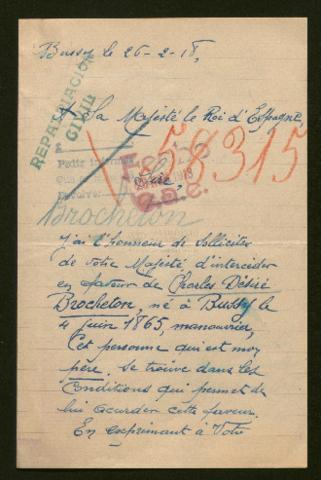 Bussy le 26-2-18,
REPATRIACION
CIVIL
A Sa Majesté le Roi d'Espagne,
58315
Pedir
Sire,
Brocheton
J'ai l'honneur de solliciter
de votre Majesté d'intercéder
en faveur de Charles Désiré
Brocheton, né à Bussy le
4 juin 1865, manouvrier,
Cet personne qui est mon
père, se trouve dans les
Conditions qui permet de
lui accorder cette faveur.
En exprimant à Votre